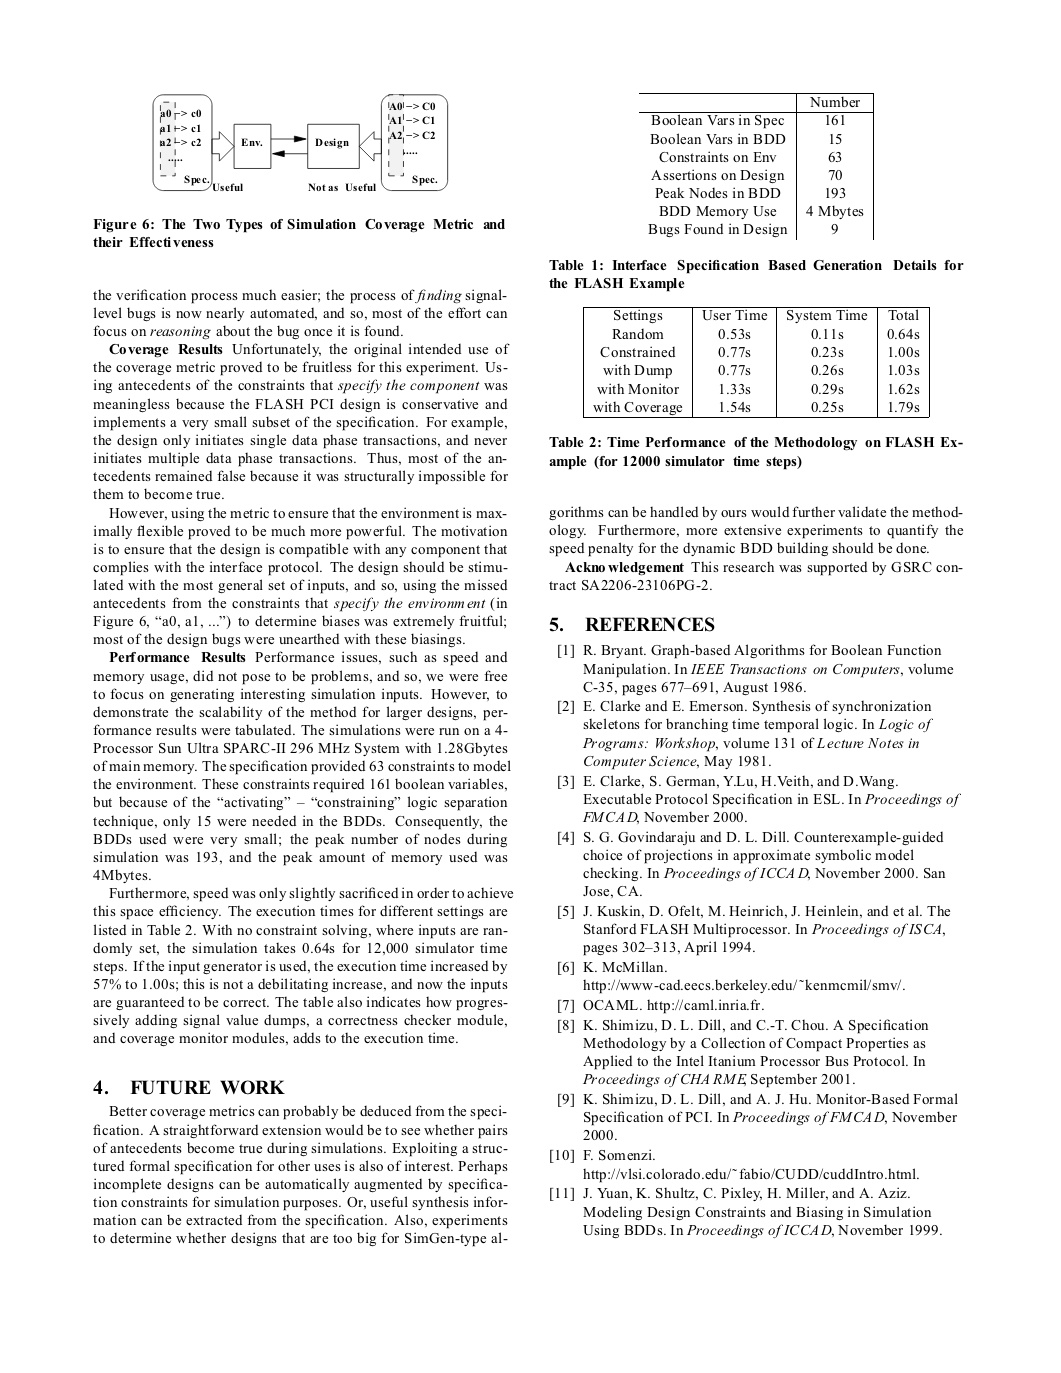 a0 -> c0
a1 -> c1
a2 -> c2
.....
Spec.
Useful
Env.
Design
Not as Useful
A0 -> C0
A1 -> C1
A2 -> C2
.....
Spec.
Figure 6: The Two Types of Simulation Coverage Metric and
their Effectiveness
the verification process much easier; the process of finding signal-
level bugs is now nearly automated, and so, most of the effort can
focus on reasoning about the bug once it is found.
Coverage Results Unfortunately, the original intended use of
the coverage metric proved to be fruitless for this experiment. Us-
ing antecedents of the constraints that specify the component was
meaningless because the FLASH PCI design is conservative and
implements a very small subset of the specification. For example,
the design only initiates single data phase transactions, and never
initiates multiple data phase transactions. Thus, most of the an-
tecedents remained false because it was structurally impossible for
them to become true.
However, using the metric to ensure that the environment is max-
imally flexible proved to be much more powerful. The motivation
is to ensure that the design is compatible with any component that
complies with the interface protocol. The design should be stimu-
lated with the most general set of inputs, and so, using the missed
antecedents from the constraints that specify the environment (in
Figure 6, “a0, a1, ...”) to determine biases was extremely fruitful;
most of the design bugs were unearthed with these biasings.
Performance Results Performance issues, such as speed and
memory usage, did not pose to be problems, and so, we were free
to focus on generating interesting simulation inputs. However, to
demonstrate the scalability of the method for larger designs, per-
formance results were tabulated. The simulations were run on a 4-
Processor Sun Ultra SPARC-II 296 MHz System with 1.28Gbytes
of main memory. The specification provided 63 constraints to model
the environment. These constraints required 161 boolean variables,
but because of the “activating” – “constraining” logic separation
technique, only 15 were needed in the BDDs. Consequently, the
BDDs used were very small; the peak number of nodes during
simulation was 193, and the peak amount of memory used was
4Mbytes.
Furthermore, speed was only slightly sacrificed in order to achieve
this space efficiency. The execution times for different settings are
listed in Table 2. With no constraint solving, where inputs are ran-
domly set, the simulation takes 0.64s for 12,000 simulator time
steps. If the input generator is used, the execution time increased by
57% to 1.00s; this is not a debilitating increase, and now the inputs
are guaranteed to be correct. The table also indicates how progres-
sively adding signal value dumps, a correctness checker module,
and coverage monitor modules, adds to the execution time.
4. FUTURE WORK
Better coverage metrics can probably be deduced from the speci-
fication. A straightforward extension would be to see whether pairs
of antecedents become true during simulations. Exploiting a struc-
tured formal specification for other uses is also of interest. Perhaps
incomplete designs can be automatically augmented by specifica-
tion constraints for simulation purposes. Or, useful synthesis infor-
mation can be extracted from the specification. Also, experiments
to determine whether designs that are too big for SimGen-type al-
Number
Boolean Vars in Spec 161
Boolean Vars in BDD 15
Constraints on Env 63
Assertions on Design 70
Peak Nodes in BDD 193
BDD Memory Use 4 Mbytes
Bugs Found in Design 9
Table 1: Interface Specification Based Generation Details for
the FLASH Example
Settings User Time System Time Total
Random 0.53s 0.11s 0.64s
Constrained 0.77s 0.23s 1.00s
with Dump 0.77s 0.26s 1.03s
with Monitor 1.33s 0.29s 1.62s
with Coverage 1.54s 0.25s 1.79s
Table 2: Time Performance of the Methodology on FLASH Ex-
ample (for 12000 simulator time steps)
gorithms can be handled by ours would further validate the method-
ology. Furthermore, more extensive experiments to quantify the
speed penalty for the dynamic BDD building should be done.
Acknowledgement This research was supported by GSRC con-
tract SA2206-23106PG-2.
5. REFERENCES
[1] R. Bryant. Graph-based Algorithms for Boolean Function
Manipulation. In IEEE Transactions on Computers, volume
C-35, pages 677–691, August 1986.
[2] E. Clarke and E. Emerson. Synthesis of synchronization
skeletons for branching time temporal logic. In Logic of
Programs: Workshop, volume 131 of Lecture Notes in
Computer Science, May 1981.
[3] E. Clarke, S. German, Y.Lu, H.Veith, and D.Wang.
Executable Protocol Specification in ESL. In Proceedings of
FMCAD, November 2000.
[4] S. G. Govindaraju and D. L. Dill. Counterexample-guided
choice of projections in approximate symbolic model
checking. In Proceedings of ICCAD, November 2000. San
Jose, CA.
[5] J. Kuskin, D. Ofelt, M. Heinrich, J. Heinlein, and et al. The
Stanford FLASH Multiprocessor. In Proceedings of ISCA,
pages 302–313, April 1994.
[6] K. McMillan.
http://www-cad.eecs.berkeley.edu/~kenmcmil/smv/.
[7] OCAML. http://caml.inria.fr.
[8] K. Shimizu, D. L. Dill, and C.-T. Chou. A Specification
Methodology by a Collection of Compact Properties as
Applied to the Intel Itanium Processor Bus Protocol. In
Proceedings of CHARME, September 2001.
[9] K. Shimizu, D. L. Dill, and A. J. Hu. Monitor-Based Formal
Specification of PCI. In Proceedings of FMCAD, November
2000.
[10] F. Somenzi.
http://vlsi.colorado.edu/~fabio/CUDD/cuddIntro.html.
[11] J. Yuan, K. Shultz, C. Pixley, H. Miller, and A. Aziz.
Modeling Design Constraints and Biasing in Simulation
Using BDDs. In Proceedings of ICCAD, November 1999.